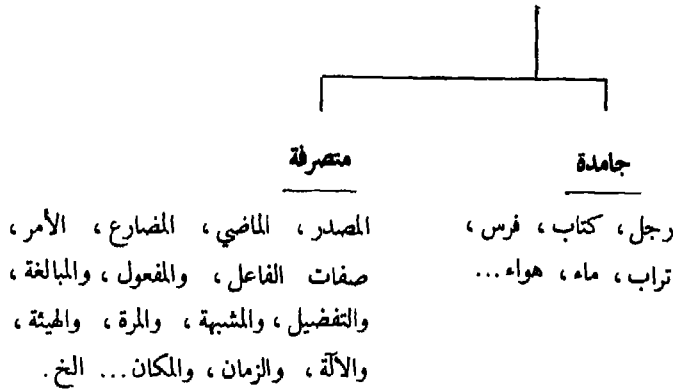 جامدة
رجل، كتاب، فرس،
تراب، ماء، هواء...
متصرفة
المصدر، الماضي، المضارع، الأمر،
صفات الفاعل، والمفعول، والمبالغة،
والتفضيل، والمشبهة، والمرة، والهيئة،
والآلة، والزمان، والمكان... الخ.